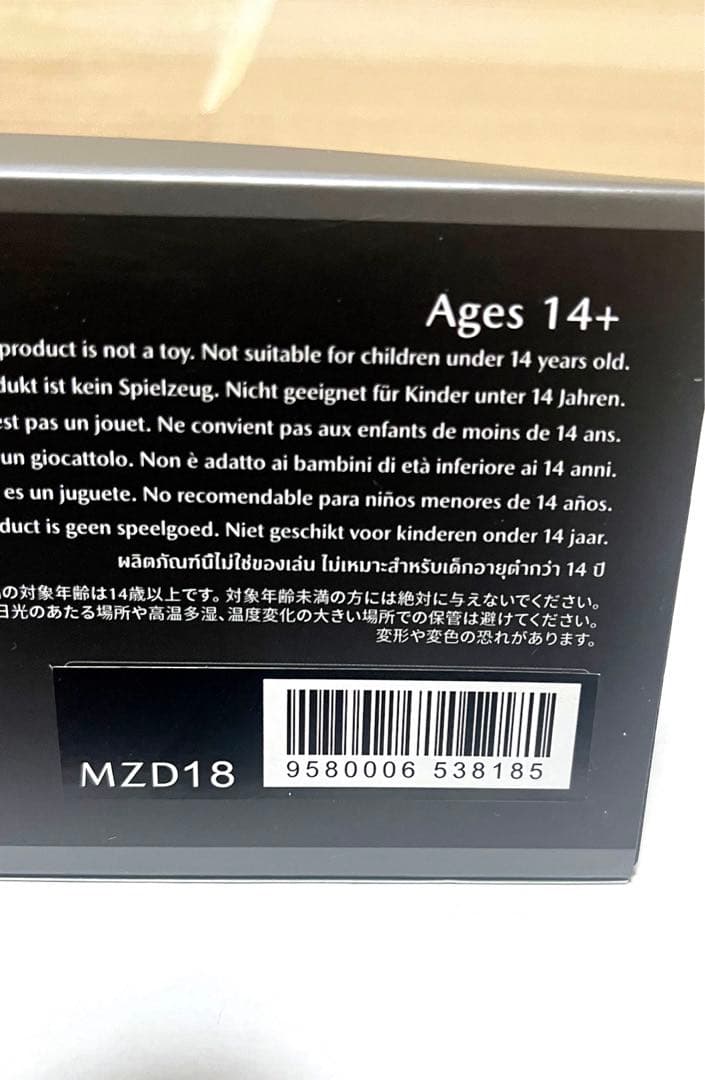 Ages 14+
product is not a toy. Not suitable for children under 14 years old.
dukt ist kein Spielzeug. Nicht geeignet für Kinder unter 14 Jahren.
est pas un jouet. Ne convient pas aux enfants de moins de 14 ans.
un giocattolo. Non è adatto ai bambini di età inferiore ai 14 anni.
es un juguete. No recomendable para niños menores de 14 años.
duct is geen speelgoed. Niet geschikt voor kinderen onder 14 jaar.
ผลิตภัณฑ์นี้ไม่ใช่ของเล่น ไม่เหมาะสำหรับเด็กอายุต่ำกว่า 14 ปี
の対象年齢は14歳以上です。対象年齢未満の方には絶対に与えないでください。
日光のあたる場所や高温多湿、温度変化の大きい場所での保管は避けてください。
変形や変色の恐れがあります。
MZD18
9580006 538185